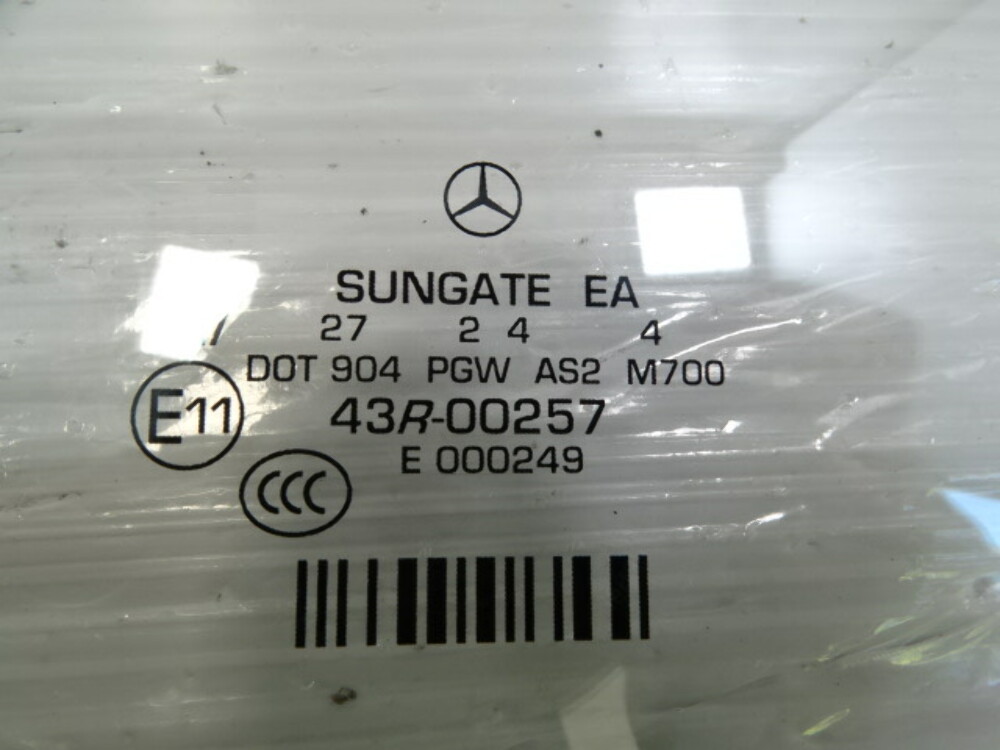 SUNGATE EA
27 2 4 4
DOT 904 PGW AS2 M700
E11 43R-00257
E 000249
CCC